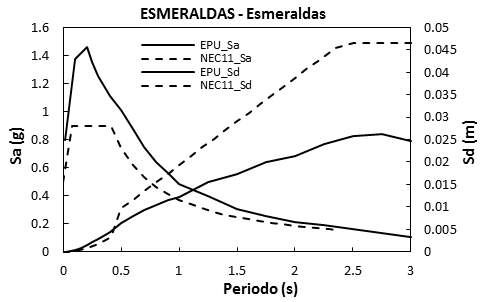 ESMERALDAS - Esmeraldas
EPU_Sa
NEC11_Sa
EPU_Sd
NEC11_Sd
Sa (g)
1.6
1.4
1.2
1
0.8
0.6
0.4
0.2
0
0.05
0.045
0.04
0.035
0.03
0.025
0.02
0.015
0.01
0.005
0
Sd (m)
0 0.5 1 1.5 2 2.5 3
Periodo (s)